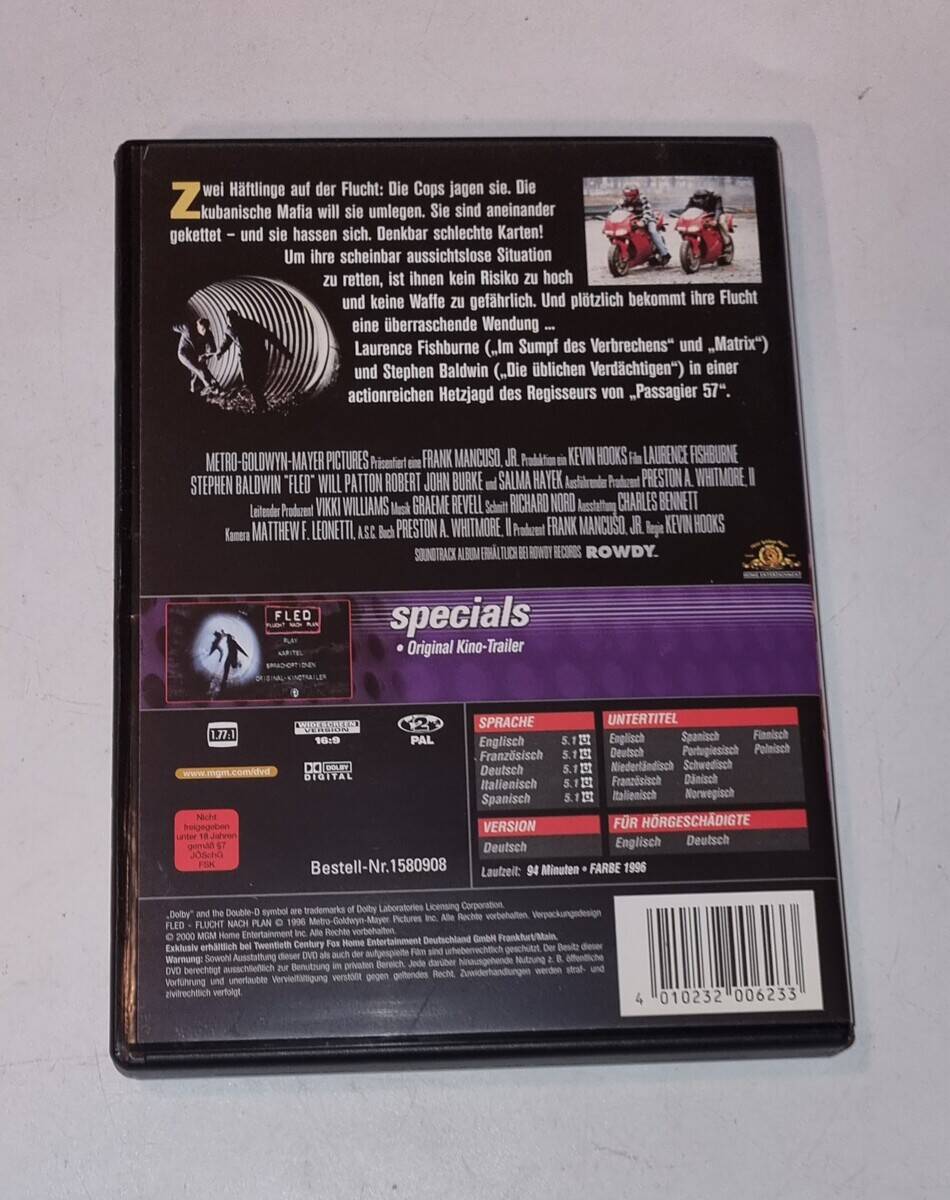 Zwei Häftlinge auf der Flucht: Die Cops jagen sie. Die
kubanische Mafia will sie umlegen. Sie sind aneinander
gekettet – und sie hassen sich. Denkbar schlechte Karten!
Um ihre scheinbar aussichtslose Situation
zu retten, ist ihnen kein Risiko zu hoch
und keine Waffe zu gefährlich. Und plötzlich bekommt ihre Flucht
eine überraschende Wendung ...
Laurence Fishburne („Im Sumpf des Verbrechens" und „Matrix")
und Stephen Baldwin („Die üblichen Verdächtigen") in einer
actionreichen Hetzjagd des Regisseurs von „Passagier 57".
METRO-GOLDWYN-MAYER PICTURES Präsentiert eine FRANK MANCUSO, JR. Produktion ein KEVIN HOOKS Film LAURENCE FISHBURNE
STEPHEN BALDWIN "FLED" WILL PATTON ROBERT JOHN BURKE und SALMA HAYEK Ausführender Produzent PRESTON A. WHITMORE, II
Leitender Produzent VIKKI WILLIAMS Musik GRAEME REVELL Schnitt RICHARD NORD Ausstattung CHARLES BENNETT
Kamera MATTHEW F. LEONETTI, A.S.C. Buch PRESTON A. WHITMORE, II Produzent FRANK MANCUSO, JR. Regie KEVIN HOOKS
SOUNDTRACK ALBUM ERHÄLTLICH BEI ROWDY RECORDS ROWDY
HOME ENTERTAINMENT
FLED
FLUCHT NACH PLAN
PLAY
KAPITEL
SPRACHOPTIONEN
ORIGINAL-KINOTRAILER
specials
• Original Kino-Trailer
1.77:1
WIDESCREEN
VERSION
16:9
2
PAL
www.mgm.com/dvd
DOLBY
DIGITAL
Nicht
freigegeben
unter 18 Jahren
gemäß §7
JÖSchG
FSK
Bestell-Nr.1580908
SPRACHE
Englisch 5.1
Französisch 5.1
Deutsch 5.1
Italienisch 5.1
Spanisch 5.1
UNTERTITEL
Englisch Spanisch Finnisch
Deutsch Portugiesisch Polnisch
Niederländisch Schwedisch
Französisch Dänisch
Italienisch Norwegisch
VERSION
Deutsch
FÜR HÖRGESCHÄDIGTE
Englisch Deutsch
Laufzeit: 94 Minuten • FARBE 1996
„Dolby" and the Double-D symbol are trademarks of Dolby Laboratories Licensing Corporation.
FLED - FLUCHT NACH PLAN © 1996 Metro-Goldwyn-Mayer Pictures Inc. Alle Rechte vorbehalten. Verpackungsdesign
© 2000 MGM Home Entertainment Inc. Alle Rechte vorbehalten.
Exklusiv erhältlich bei Twentieth Century Fox Home Entertainment Deutschland GmbH Frankfurt/Main.
Warnung: Sowohl Ausstattung dieser DVD als auch der aufgespielte Film sind urheberrechtlich geschützt. Der Besitz dieser
DVD berechtigt ausschließlich zur Benutzung im privaten Bereich. Jede darüber hinausgehende Nutzung z. B. öffentliche
Vorführung und unerlaubte Vervielfältigung verstößt gegen geltendes Recht. Zuwiderhandlungen werden straf- und
zivilrechtlich verfolgt.
4 010232 006233